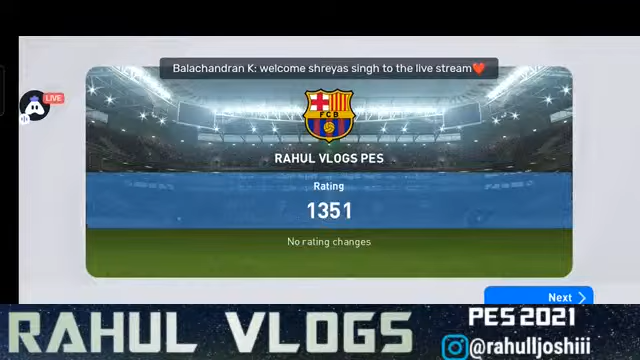 Balachandran K: welcome shreyas singh to the live stream❤️
LIVE
FCB
RAHUL VLOGS PES
Rating
1351
No rating changes
Next
RAHUL VLOGS
PES 2021
@rahulljoshiii